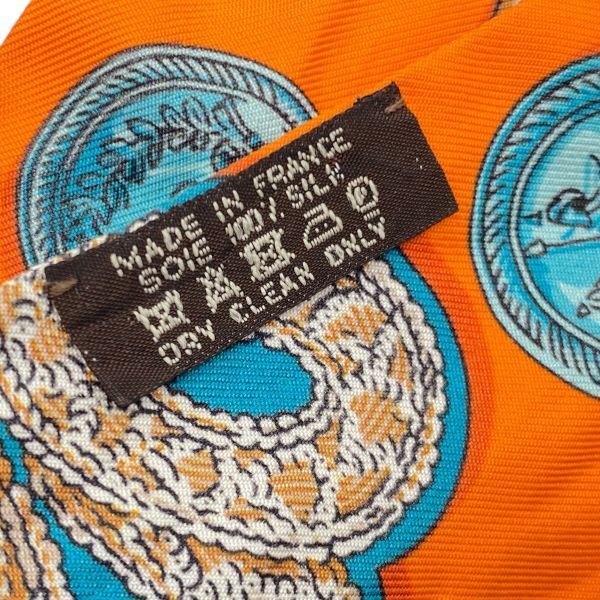 MADE IN FRANCE
SOIE 100% SILK
DRY CLEAN ONLY